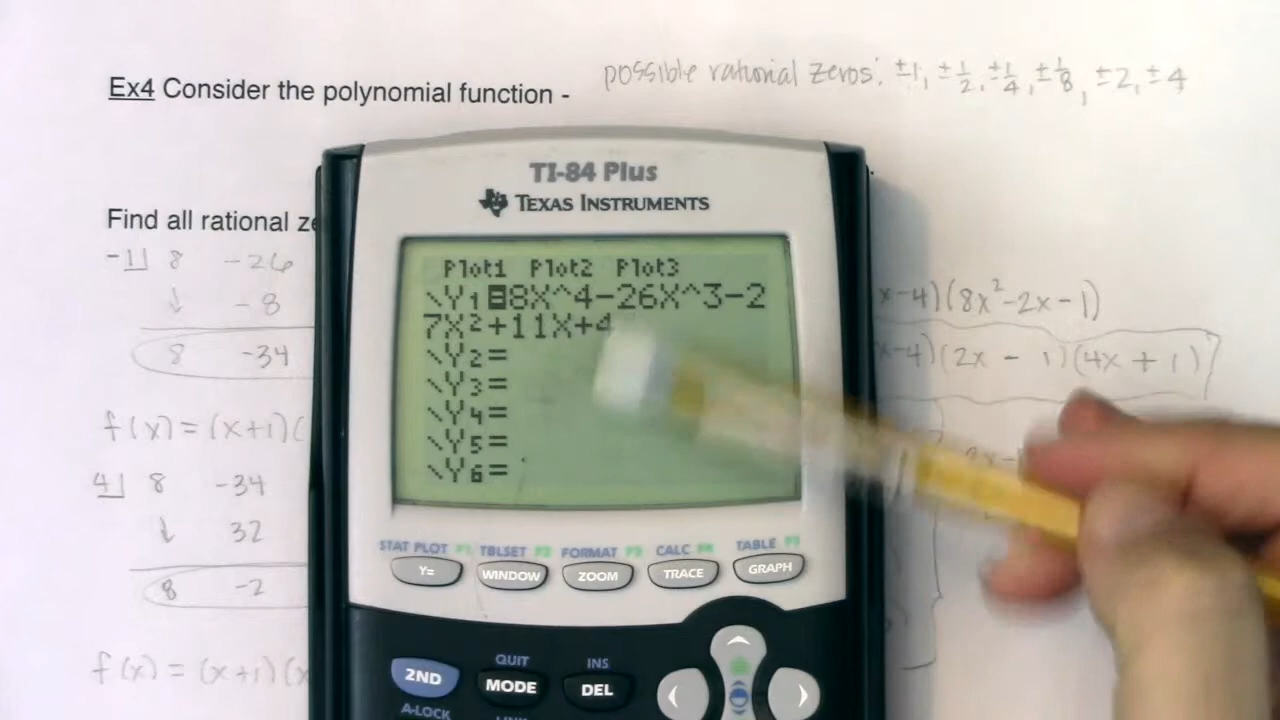 Ex4 Consider the polynomial function -
possible rational zeros: ±1, ±1/2, ±1/4, ±1/8, ±2, ±4
TI-84 Plus
TEXAS INSTRUMENTS
Find all rational
-1| 8 -26
↓ -8
8 -34
f(x) = (x+1)(
4| 8 -34
↓ 32
8 -2
f(x) = (x+1)(x
Plot1 Plot2 Plot3
\Y1=8X^4-26X^3-2
7X²+11X+4
\Y2=
\Y3=
\Y4=
\Y5=
\Y6=
x-4)(8x²-2x-1)
x-4)(2x - 1)(4x + 1)
STAT PLOT F1 TBLSET F2 FORMAT F3 CALC F4 TABLE F5
Y= WINDOW ZOOM TRACE GRAPH
QUIT INS
2ND MODE DEL
A-LOCK